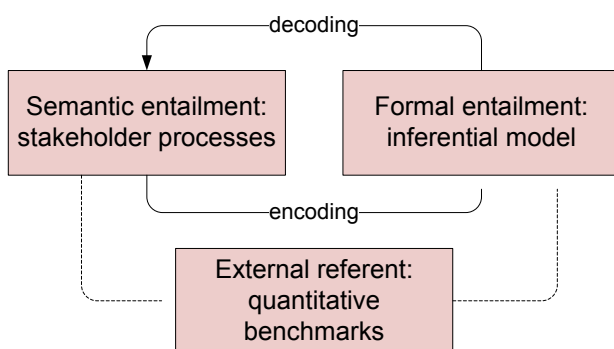 decoding
Semantic entailment:
stakeholder processes
Formal entailment:
inferential model
encoding
External referent:
quantitative
benchmarks